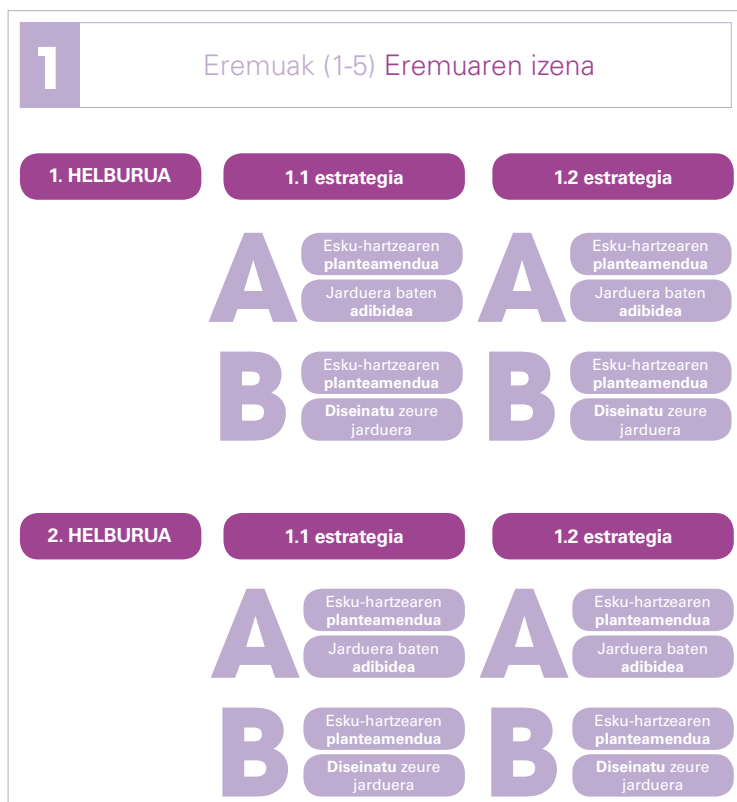 1
Eremuak (1-5) Eremuaren izena
1. HELBURUA
1.1 estrategia
1.2 estrategia
A
Esku-hartzearen
planteamendua
Jarduera baten
adibidea
A
Esku-hartzearen
planteamendua
Jarduera baten
adibidea
B
Esku-hartzearen
planteamendua
Diseinatu zeure
jarduera
B
Esku-hartzearen
planteamendua
Diseinatu zeure
jarduera
2. HELBURUA
1.1 estrategia
1.2 estrategia
A
Esku-hartzearen
planteamendua
Jarduera baten
adibidea
A
Esku-hartzearen
planteamendua
Jarduera baten
adibidea
B
Esku-hartzearen
planteamendua
Diseinatu zeure
jarduera
B
Esku-hartzearen
planteamendua
Diseinatu zeure
jarduera